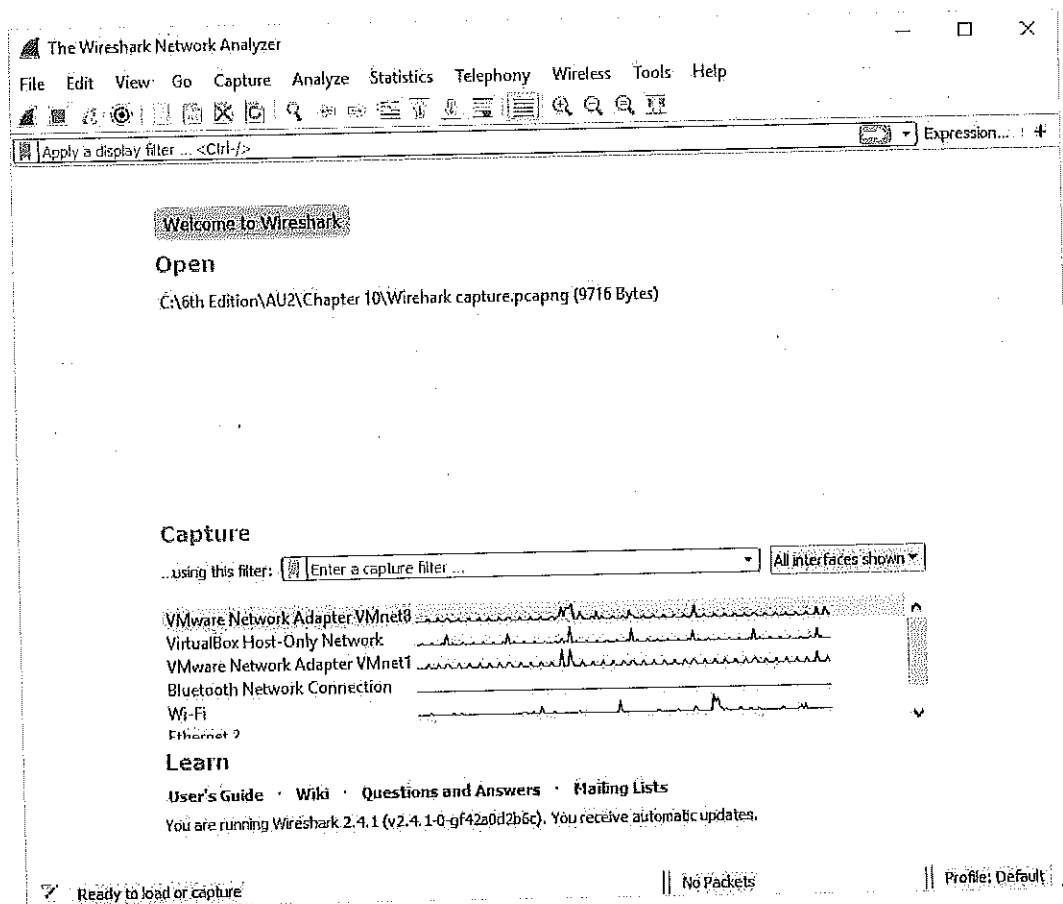 The Wireshark Network Analyzer
File Edit View Go Capture Analyze Statistics Telephony Wireless Tools Help
Apply a display filter ... <Ctrl-/>
Expression...
Welcome to Wireshark
Open
C:\6th Edition\AU2\Chapter 10\Wirehark capture.pcapng (9716 Bytes)
Capture
...using this filter: Enter a capture filter ... All interfaces shown
VMware Network Adapter VMnet8
VirtualBox Host-Only Network
VMware Network Adapter VMnet1
Bluetooth Network Connection
Wi-Fi
Ethernet 2
Learn
User's Guide · Wiki · Questions and Answers · Mailing Lists
You are running Wireshark 2.4.1 (v2.4.1-0-gf42a0d2b6c). You receive automatic updates.
Ready to load or capture No Packets Profile: Default